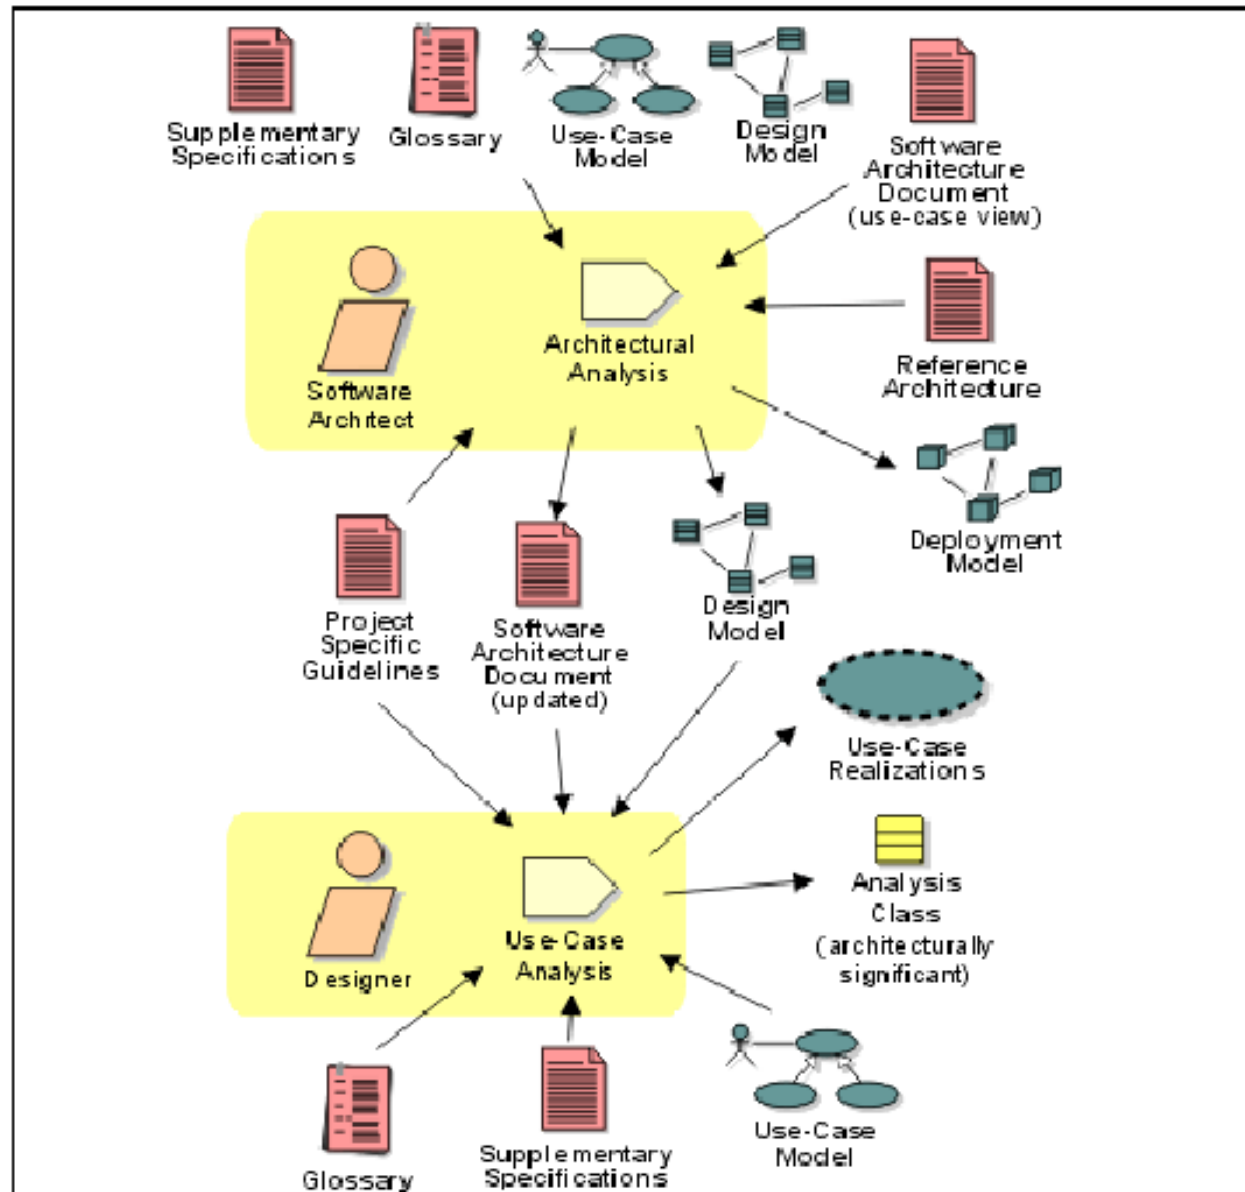 Supplementary
Specifications
Glossary
Use-Case
Model
Design
Model
Software
Architecture
Document
(use-case view)
Software
Architect
Architectural
Analysis
Reference
Architecture
Deployment
Model
Project
Specific
Guidelines
Software
Architecture
Document
(updated)
Design
Model
Use-Case
Realizations
Designer
Use-Case
Analysis
Analysis
Class
(architecturally
significant)
Glossary
Supplementary
Specifications
Use-Case
Model